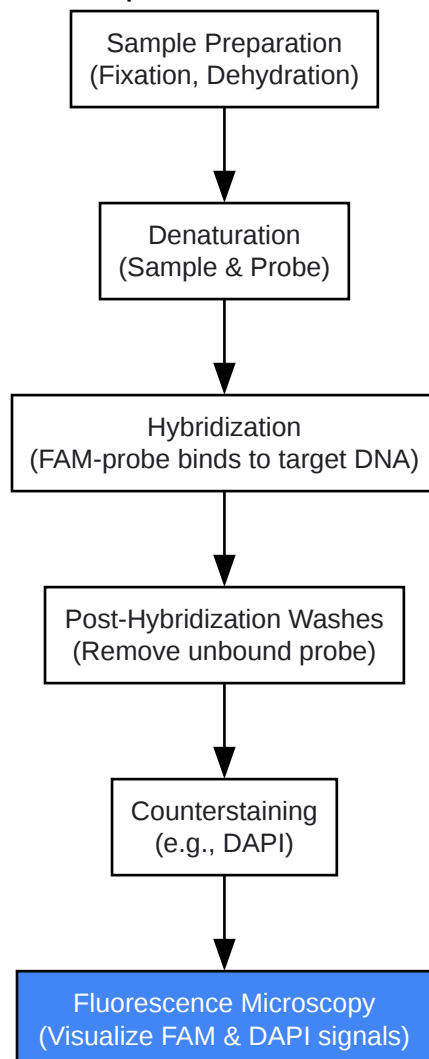 Sample Preparation
(Fixation, Dehydration)
Denaturation
(Sample & Probe)
Hybridization
(FAM-probe binds to target DNA)
Post-Hybridization Washes
(Remove unbound probe)
Counterstaining
(e.g., DAPI)
Fluorescence Microscopy
(Visualize FAM & DAPI signals)